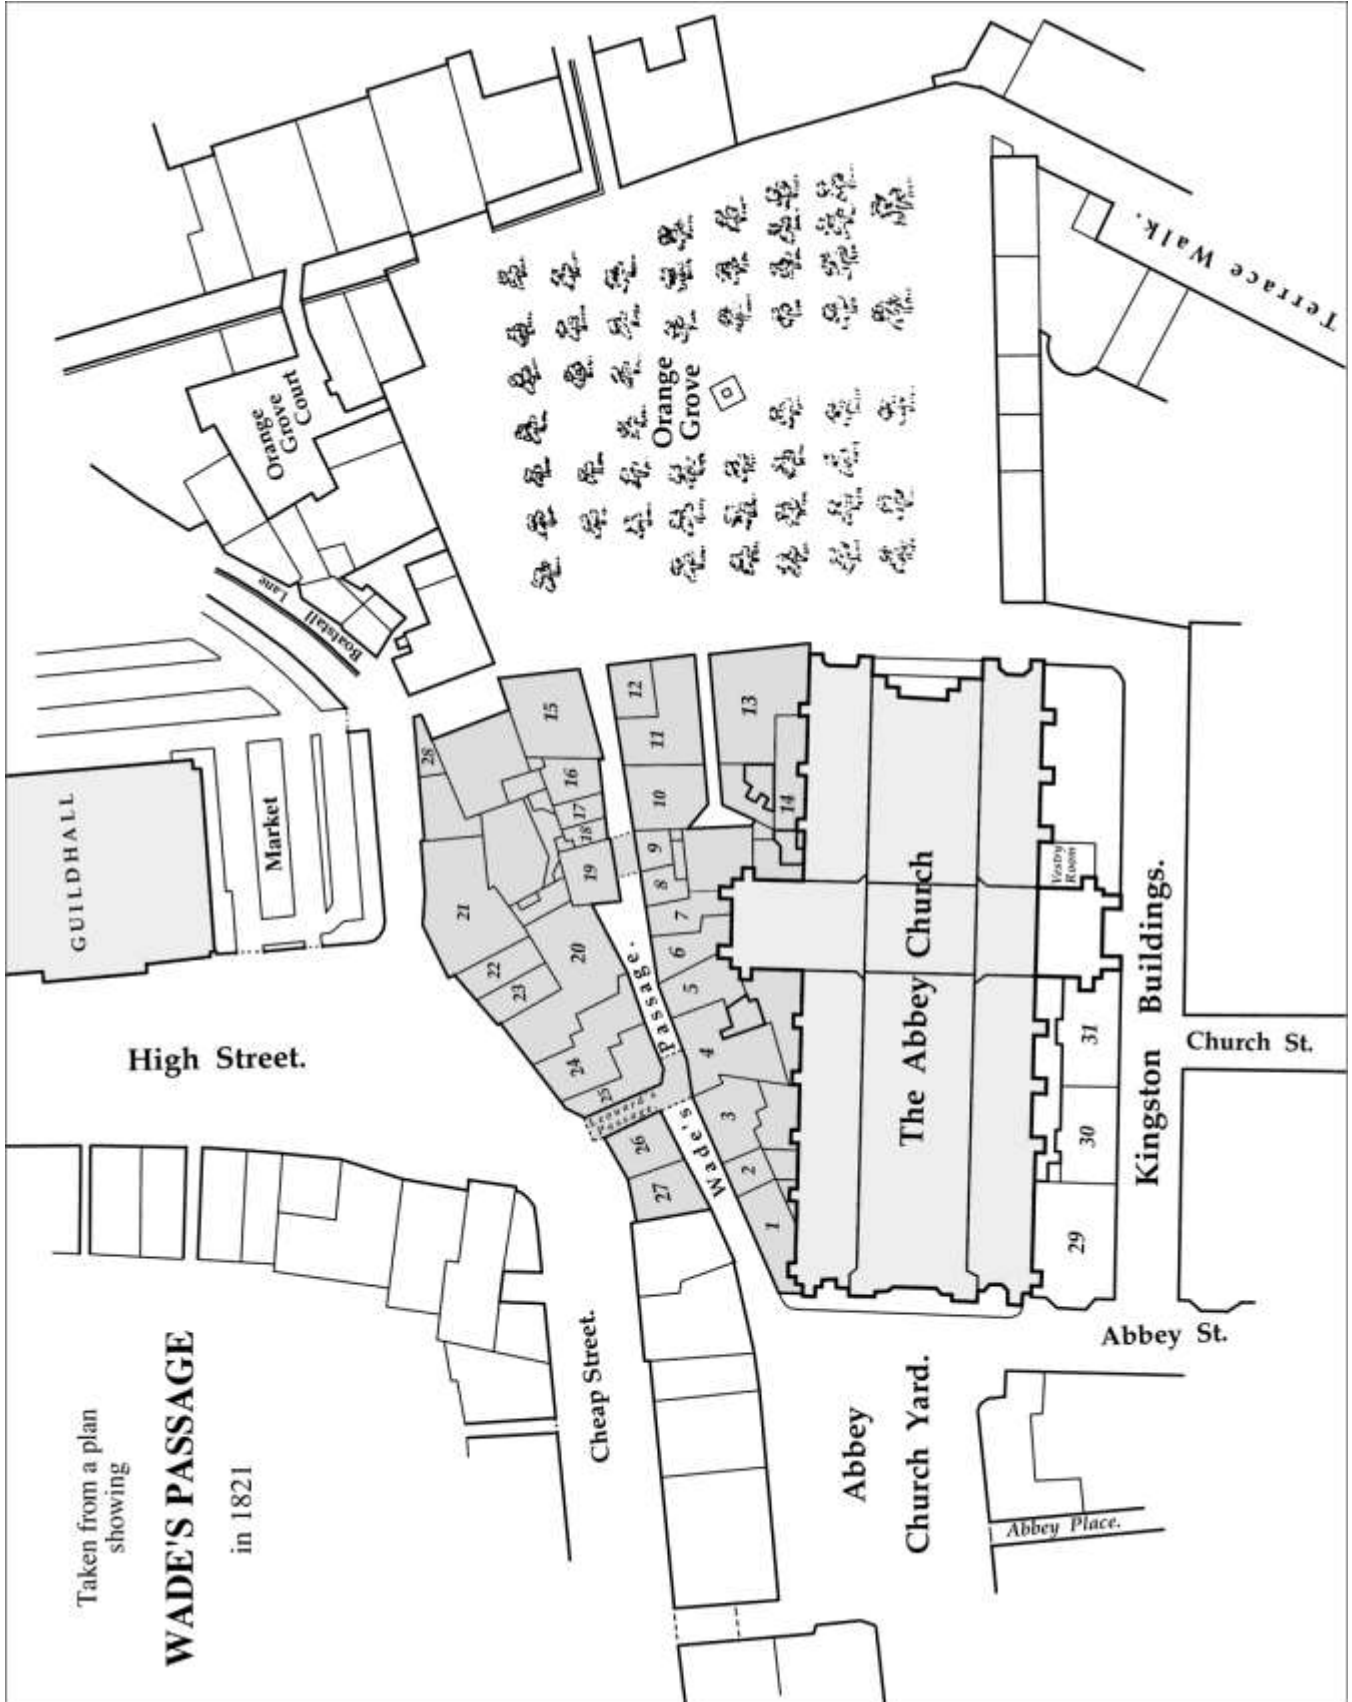 Taken from a plan
showing
WADE'S PASSAGE
in 1821
GUILDHALL
Market
High Street.
Boatstall Lane
Orange
Grove
Court
Orange
Grove
Terrace Walk.
Cheap Street.
Leonard's
Passage
Wade's Passage.
The Abbey Church
Vestry
Room
Kingston Buildings.
Church St.
Abbey St.
Abbey
Church Yard.
Abbey Place.
1
2
3
4
5
6
7
8
9
10
11
12
13
14
15
16
17
18
19
20
21
22
23
24
25
26
27
28
29
30
31